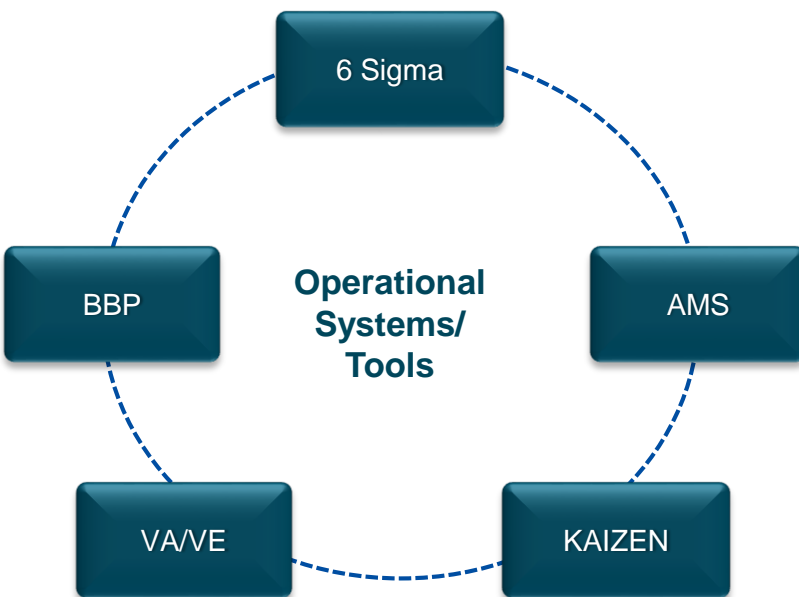 6 Sigma
BBP
Operational
Systems/
Tools
AMS
VA/VE
KAIZEN